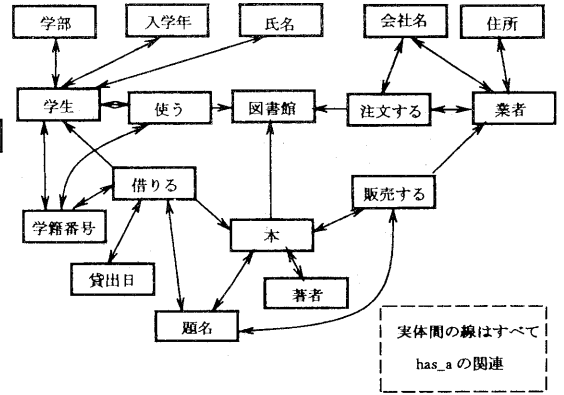 学部
入学年
氏名
会社名
住所
学生
使う
図書館
注文する
業者
借りる
販売する
学籍番号
本
貸出日
著者
題名
実体間の線はすべて
has_a の関連